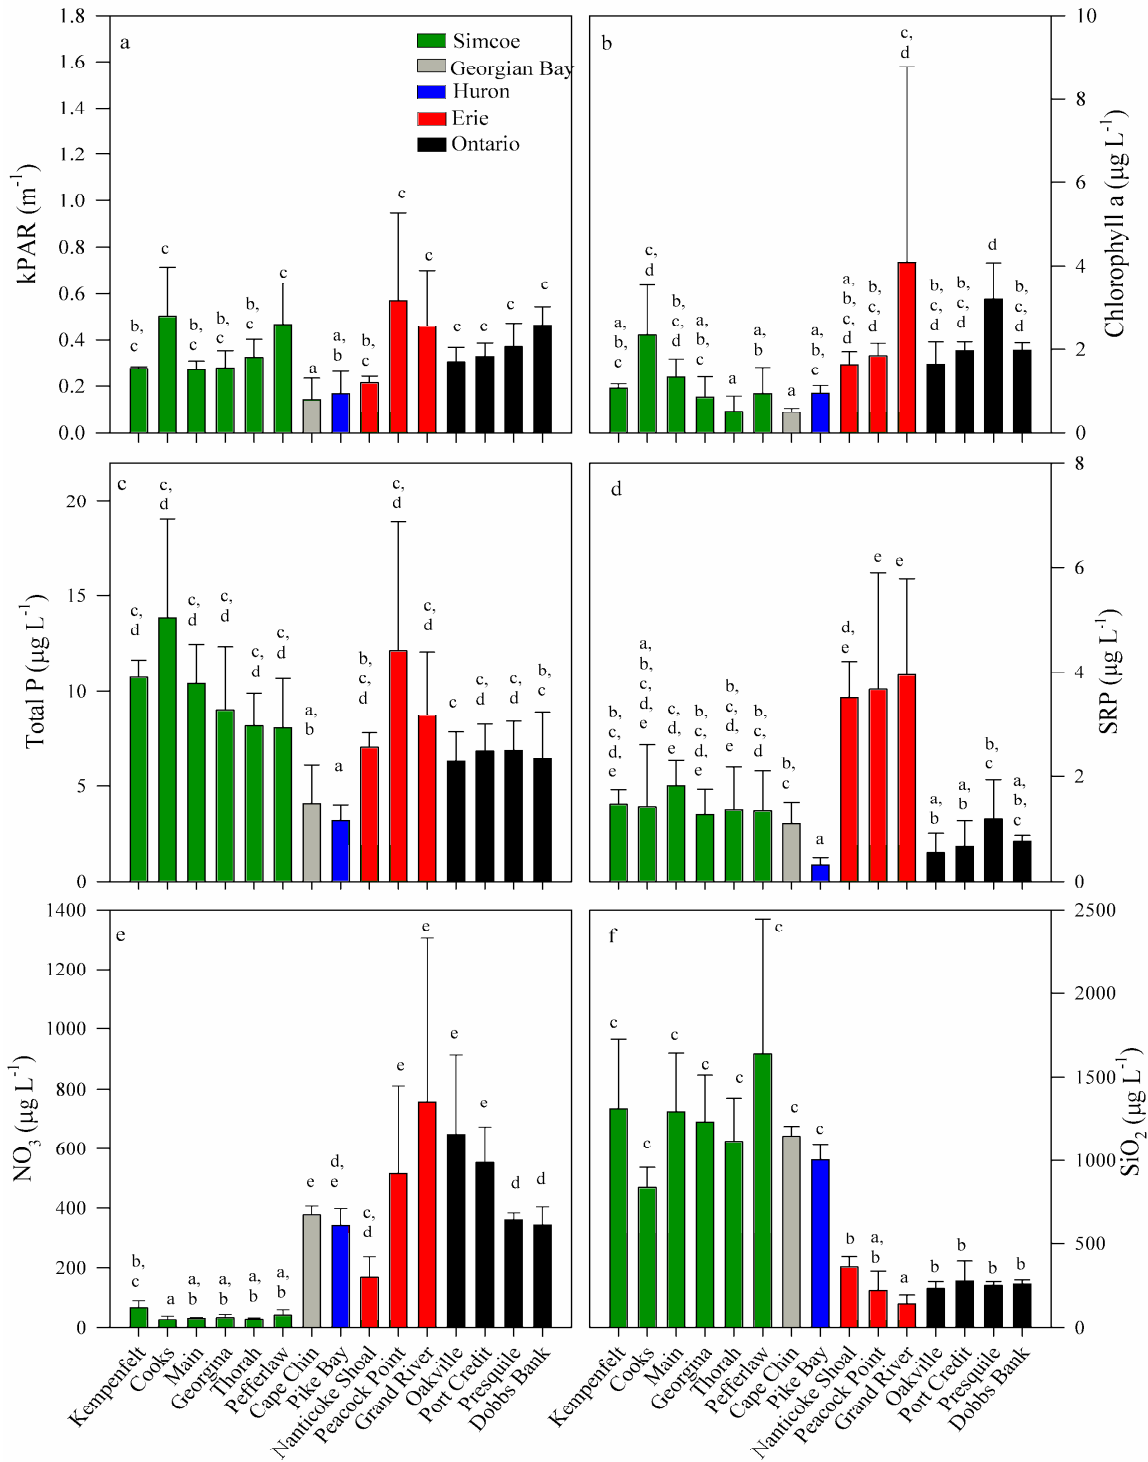 a
Simcoe
Georgian Bay
Huron
Erie
Ontario
kPAR (m-1)
1.8
1.6
1.4
1.2
1.0
0.8
0.6
0.4
0.2
0.0
b,
c
c
b,
c
b,
c
b,
c
c
a
a,
b
b,
c
c
c
c
c
c
c
b
Chlorophyll a (µg L-1)
10
8
6
4
2
0
a,
b,
c
c,
d
b,
c,
d
a,
b,
c
a
a,
b
a
a,
b,
c
a,
b,
c,
d
b,
c,
d
c,
d
b,
c,
d
b,
c,
d
d
b,
c,
d
c
Total P (µg L-1)
20
15
10
5
0
c,
d
c,
d
c,
d
c,
d
c,
d
c,
d
a,
b
a
b,
c,
d
c,
d
c,
d
c
c,
d
c,
d
b,
c
d
SRP (µg L-1)
8
6
4
2
0
b,
c,
d,
e
a,
b,
c,
d,
e
c,
d,
e
b,
c,
d,
e
b,
c,
d,
e
b,
c,
d
b,
c
a
d,
e
e
e
a,
b
a,
b
b,
c
a,
b,
c
e
NO3 (µg L-1)
1400
1200
1000
800
600
400
200
0
b,
c
a
a,
b
a,
b
a,
b
a,
b
e
d,
e
c,
d
e
e
e
e
d
d
Kempenfelt
Cooks
Main
Georgina
Thorah
Pefferlaw
Cape Chin
Pike Bay
Nanticoke Shoal
Peacock Point
Grand River
Oakville
Port Credit
Presquile
Dobbs Bank
f
SiO2 (µg L-1)
2500
2000
1500
1000
500
0
c
c
c
c
c
c
c
c
b
a,
b
a
b
b
b
b
Kempenfelt
Cooks
Main
Georgina
Thorah
Pefferlaw
Cape Chin
Pike Bay
Nanticoke Shoal
Peacock Point
Grand River
Oakville
Port Credit
Presquile
Dobbs Bank